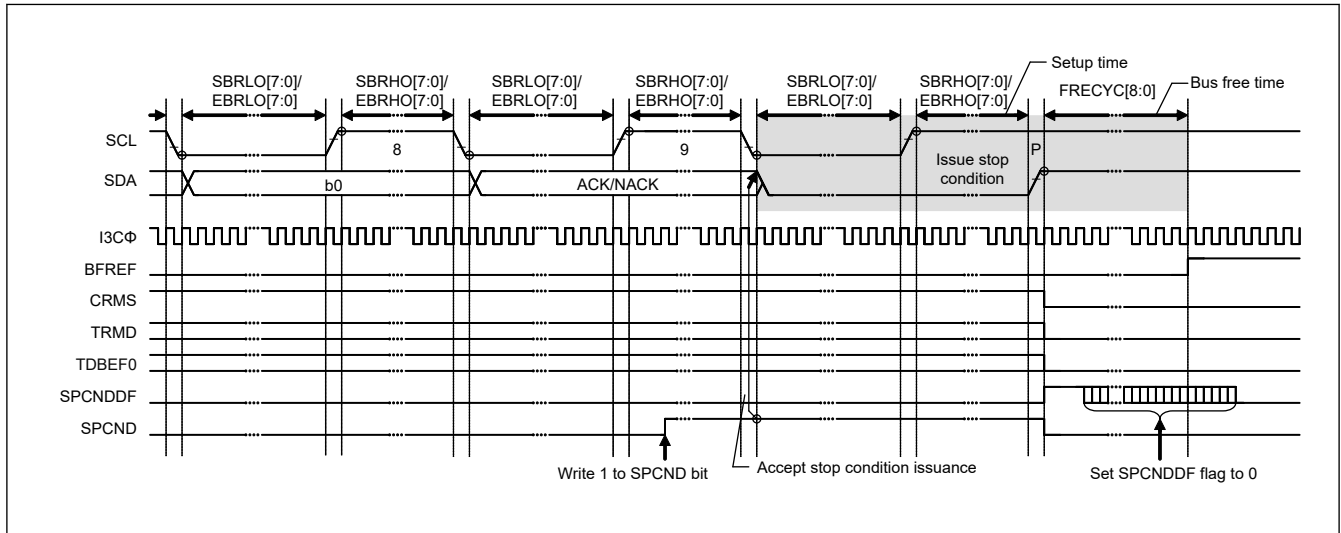 Setup time
SBRLO[7:0]/ SBRHO[7:0]/ SBRLO[7:0]/ SBRHO[7:0]/ SBRLO[7:0]/ SBRHO[7:0]/ Bus free time
EBRLO[7:0] EBRHO[7:0] EBRLO[7:0] EBRHO[7:0] EBRLO[7:0] EBRHO[7:0] FRECYC[8:0]
SCL
8 9 P
Issue stop
condition
SDA
b0 ACK/NACK
I3CΦ
BFREF
CRMS
TRMD
TDBEF0
SPCNDDF
SPCND
Write 1 to SPCND bit Accept stop condition issuance Set SPCNDDF flag to 0